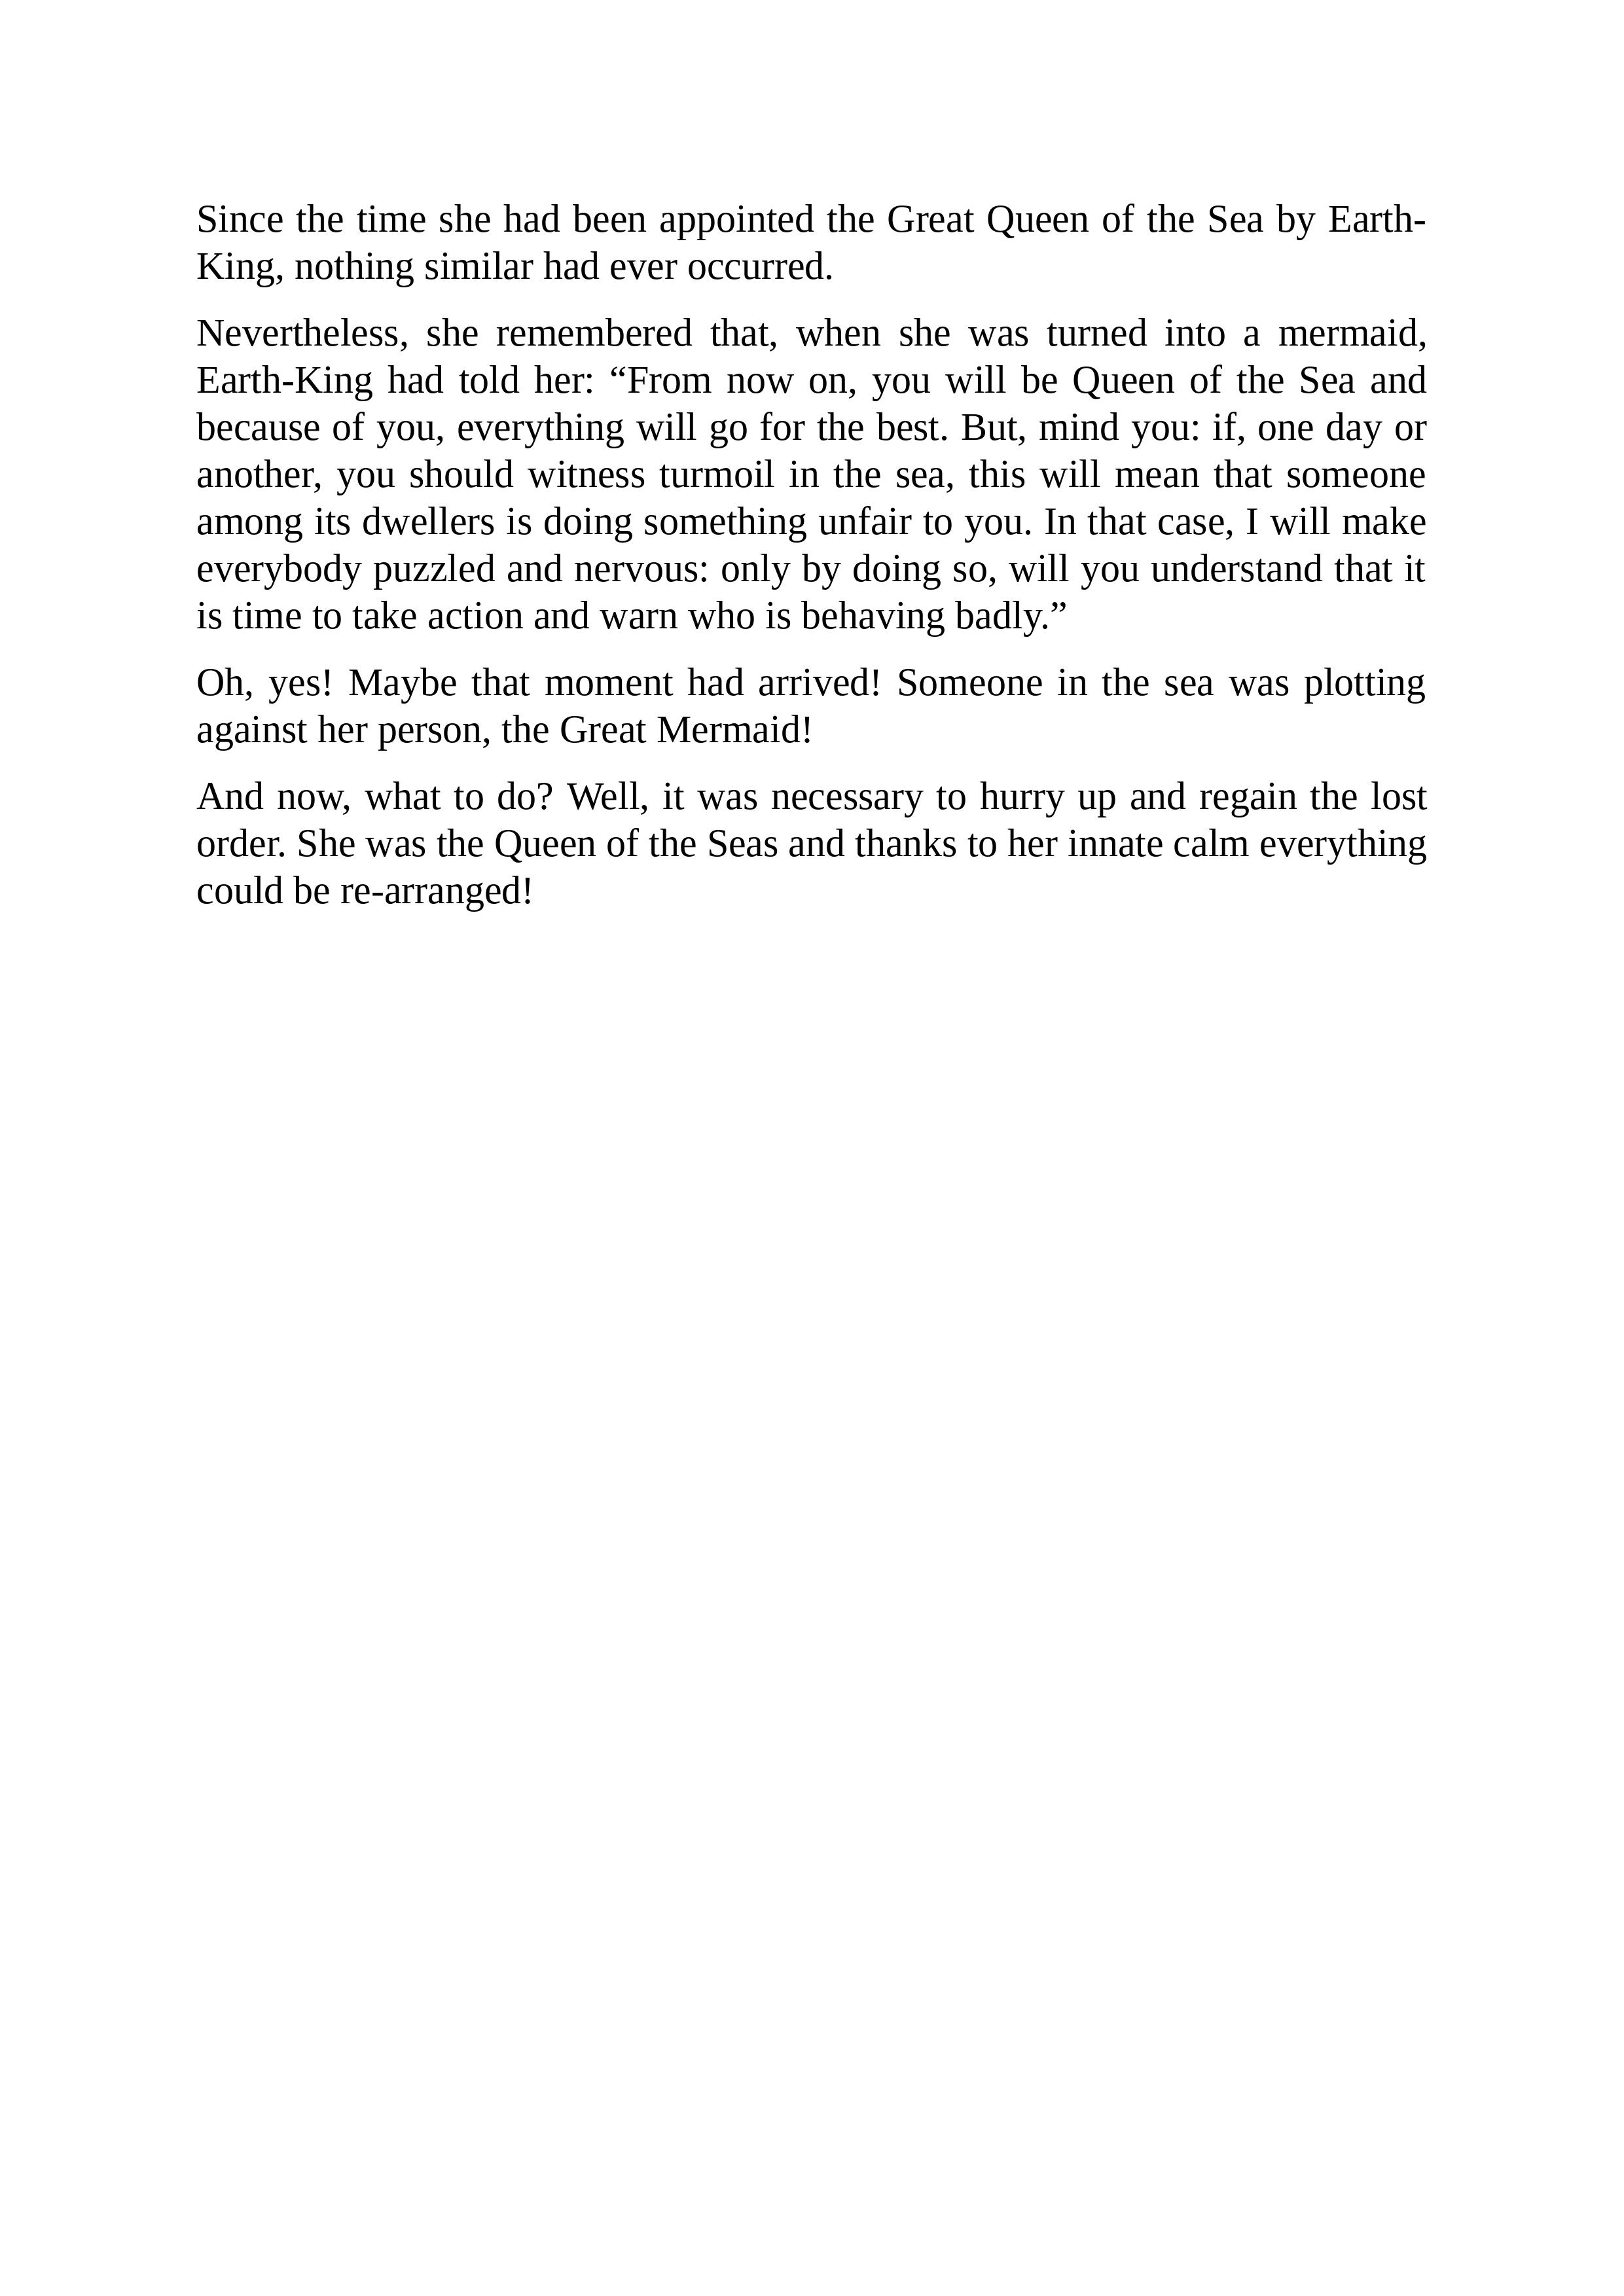 Since the time she had been appointed the Great Queen of the Sea by Earth-
King, nothing similar had ever occurred.
Nevertheless, she remembered that, when she was turned into a mermaid,
Earth-King had told her: “From now on, you will be Queen of the Sea and
because of you, everything will go for the best. But, mind you: if, one day or
another, you should witness turmoil in the sea, this will mean that someone
among its dwellers is doing something unfair to you. In that case, I will make
everybody puzzled and nervous: only by doing so, will you understand that it
is time to take action and warn who is behaving badly.”
Oh, yes! Maybe that moment had arrived! Someone in the sea was plotting
against her person, the Great Mermaid!
And now, what to do? Well, it was necessary to hurry up and regain the lost
order. She was the Queen of the Seas and thanks to her innate calm everything
could be re-arranged!